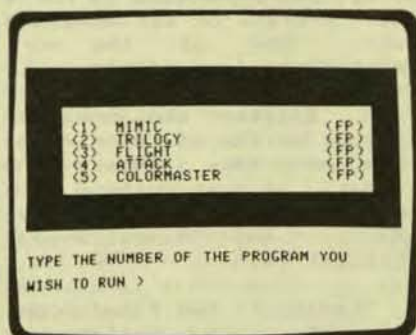 <1> MIMIC <FP>
<2> TRILOGY <FP>
<3> FLIGHT <FP>
<4> ATTACK <FP>
<5> COLORMASTER <FP>
TYPE THE NUMBER OF THE PROGRAM YOU
WISH TO RUN >